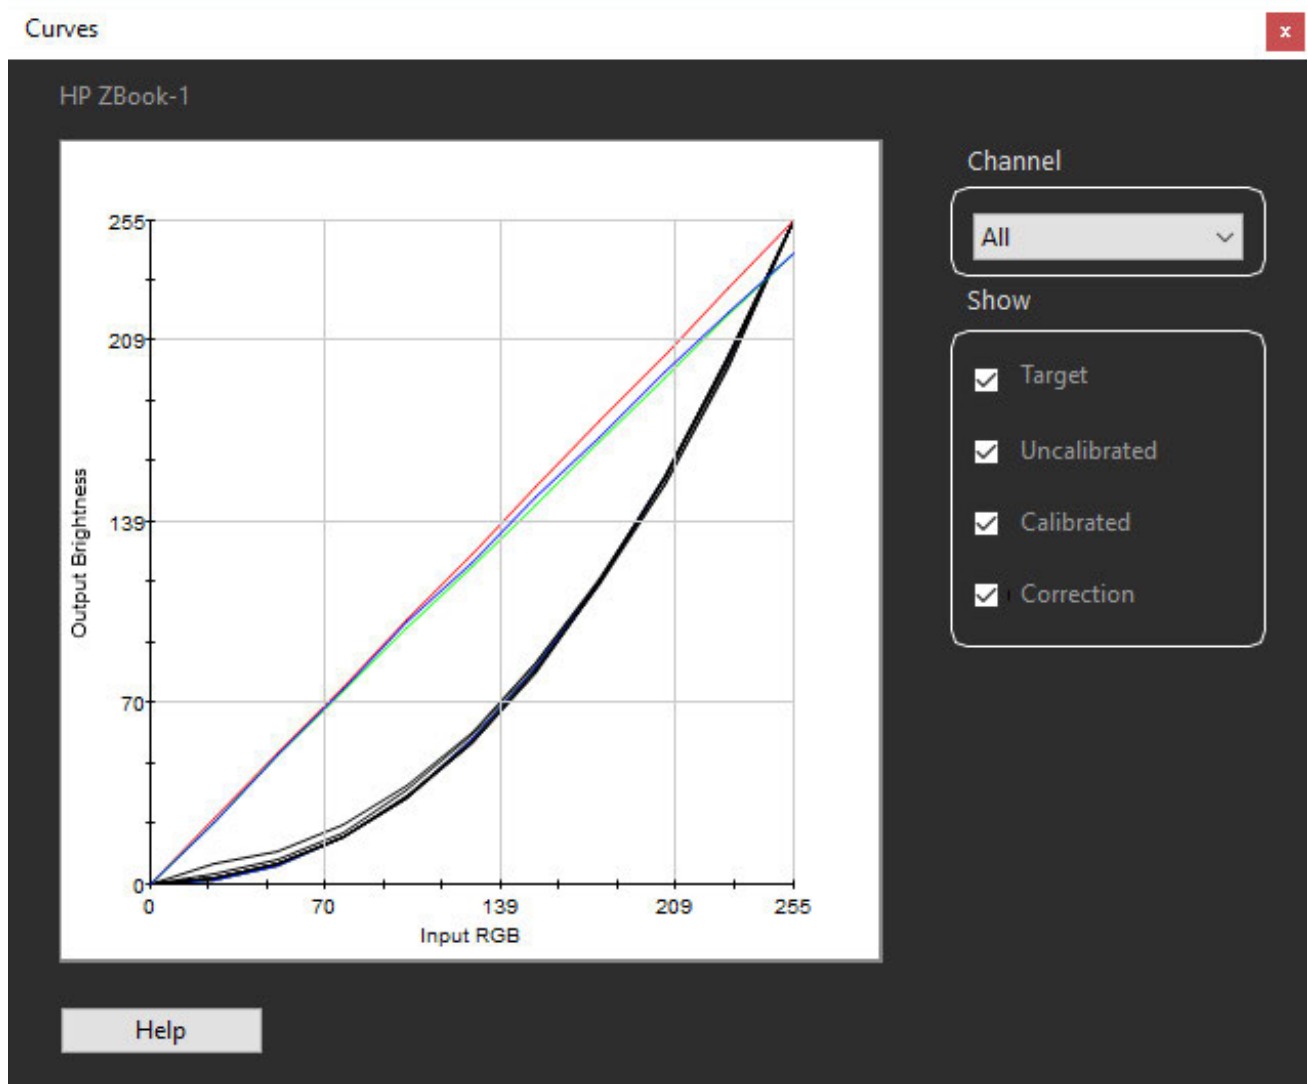 Curves
x
HP ZBook-1
255
209
139
70
0
Output Brightness
0 70 139 209 255
Input RGB
Channel
All
Show
Target
Uncalibrated
Calibrated
Correction
Help